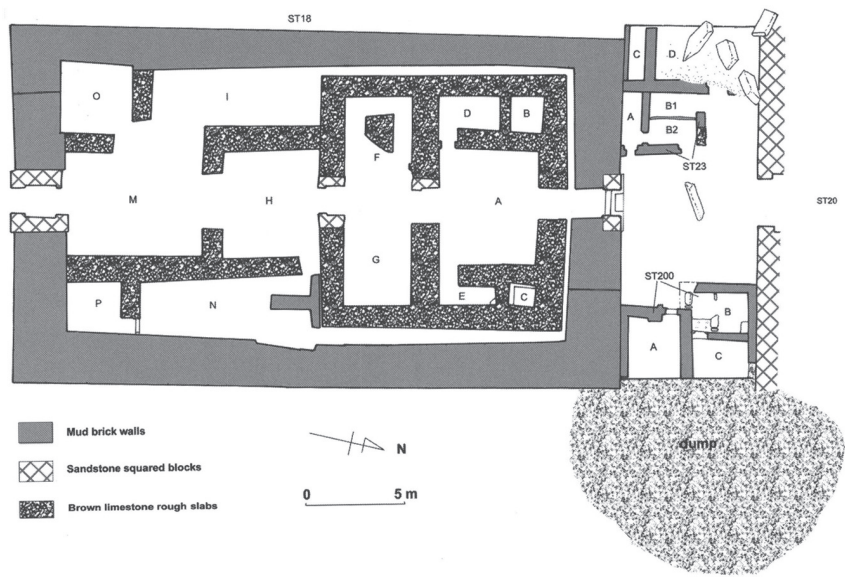 ST18
C
D
O
I
B1
A
D
B
B2
F
ST23
M
H
A
ST20
G
ST200
P
N
E
C
B
A
C
Mud brick walls
dump
N
Sandstone squared blocks
0
5 m
Brown limestone rough slabs